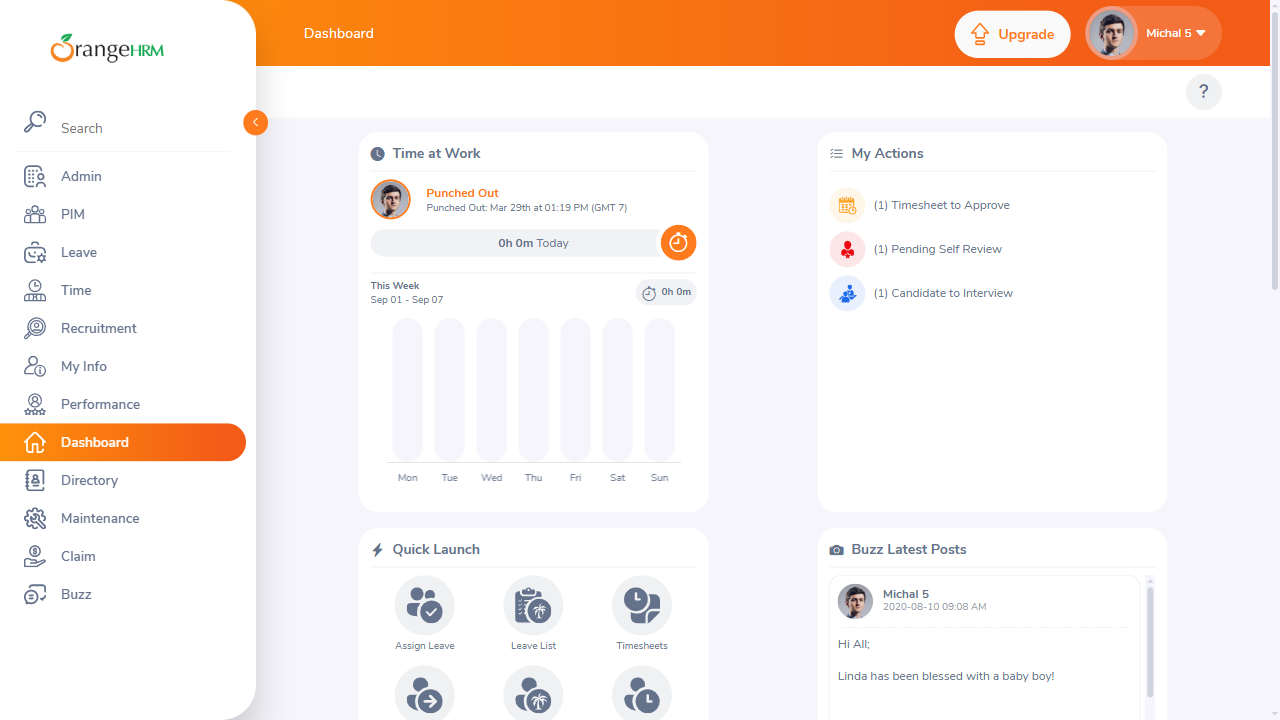 OrangeHRM
Search
Admin
PIM
Leave
Time
Recruitment
My Info
Performance
Dashboard
Directory
Maintenance
Claim
Buzz
Dashboard
Upgrade
Michal 5
?
Time at Work
Punched Out
Punched Out: Mar 29th at 01:19 PM (GMT 7)
0h 0m Today
This Week
Sep 01 - Sep 07
0h 0m
Mon Tue Wed Thu Fri Sat Sun
My Actions
(1) Timesheet to Approve
(1) Pending Self Review
(1) Candidate to Interview
Quick Launch
Assign Leave
Leave List
Timesheets
Buzz Latest Posts
Michal 5
2020-08-10 09:08 AM
Hi All;
Linda has been blessed with a baby boy!